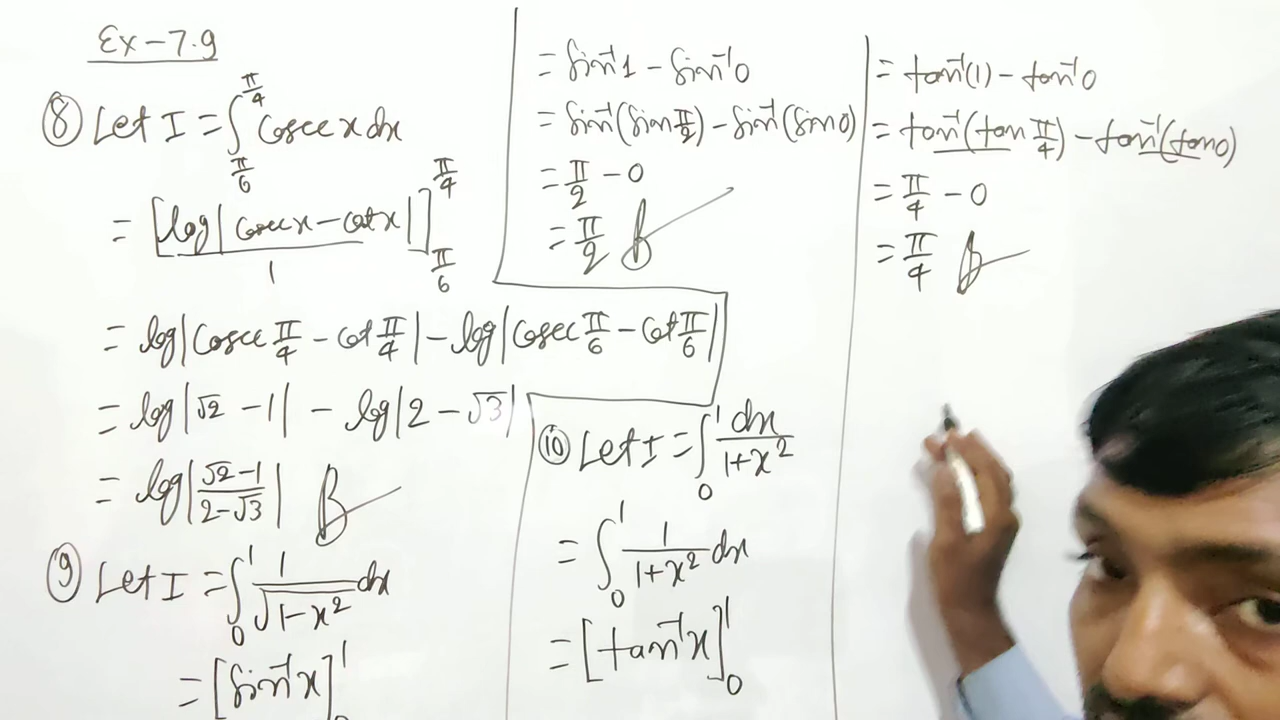 Ex-7.9
⑧ Let I = ∫_{π/6}^{π/4} cosec x dx
= [log|cosec x - cot x| / 1]_{π/6}^{π/4}
= log|cosec π/4 - cot π/4| - log|cosec π/6 - cot π/6|
= log|√2 - 1| - log|2 - √3|
= log|(√2 - 1)/(2 - √3)|
⑨ Let I = ∫_0^1 1/√(1-x²) dx
= [sin⁻¹x]_0^1
= sin⁻¹1 - sin⁻¹0
= sin⁻¹(sin π/2) - sin⁻¹(sin 0)
= π/2 - 0
= π/2
⑩ Let I = ∫_0^1 dx/(1+x²)
= ∫_0^1 1/(1+x²) dx
= [tan⁻¹x]_0^1
= tan⁻¹(1) - tan⁻¹0
= tan⁻¹(tan π/4) - tan⁻¹(tan 0)
= π/4 - 0
= π/4